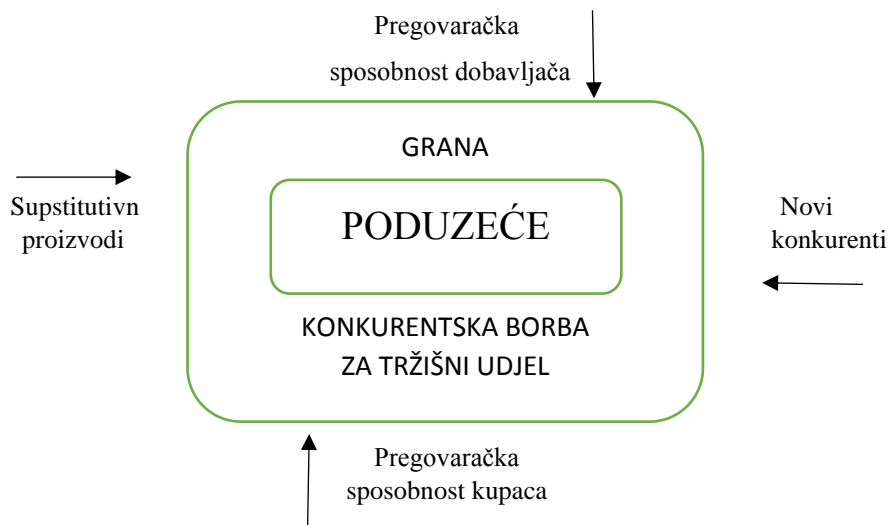 Pregovaračka
sposobnost dobavljača
GRANA
Supstitutivn
proizvodi
PODUZEĆE
Novi
konkurenti
KONKURENTSKA BORBA
ZA TRŽIŠNI UDJEL
Pregovaračka
sposobnost kupaca